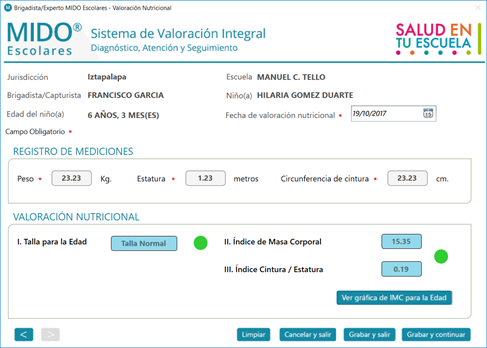 Brigadista/Experto MIDO Escolares - Valoración Nutricional
MIDO®
Escolares
Sistema de Valoración Integral
Diagnóstico, Atención y Seguimiento
SALUD EN
TU ESCUELA
Jurisdicción Iztapalapa Escuela MANUEL C. TELLO
Brigadista/Capturista FRANCISCO GARCIA Niño(a) HILARIA GOMEZ DUARTE
Edad del niño(a) 6 AÑOS, 3 MES(ES) Fecha de valoración nutricional * 19/10/2017 15
Campo Obligatorio *
REGISTRO DE MEDICIONES
Peso * 23.23 Kg. Estatura * 1.23 metros Circunferencia de cintura * 23.23 cm.
VALORACIÓN NUTRICIONAL
I. Talla para la Edad Talla Normal II. Índice de Masa Corporal 15.35
III. Índice Cintura / Estatura 0.19
Ver gráfica de IMC para la Edad
< > Limpiar Cancelar y salir Grabar y salir Grabar y continuar